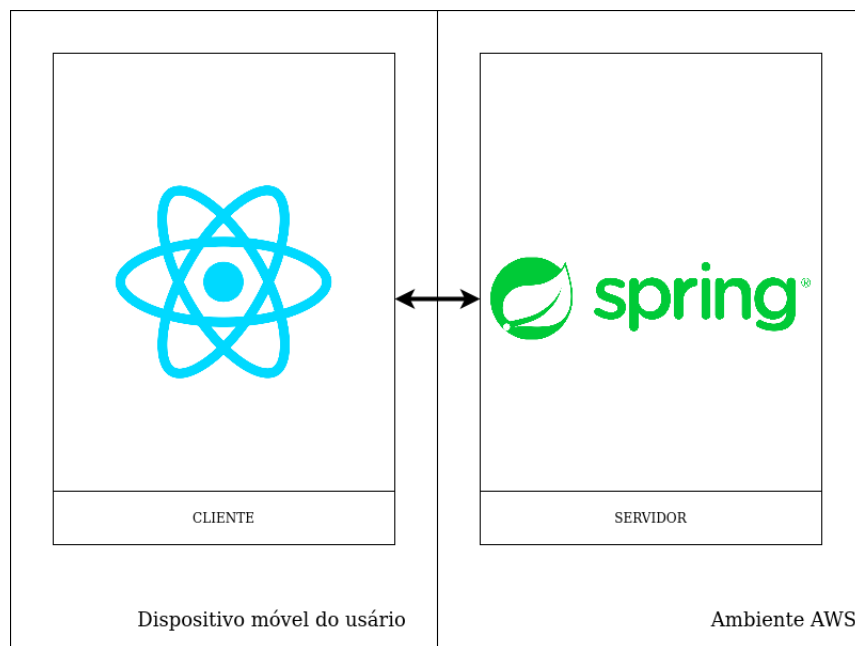 spring®
CLIENTE
SERVIDOR
Dispositivo móvel do usário
Ambiente AWS